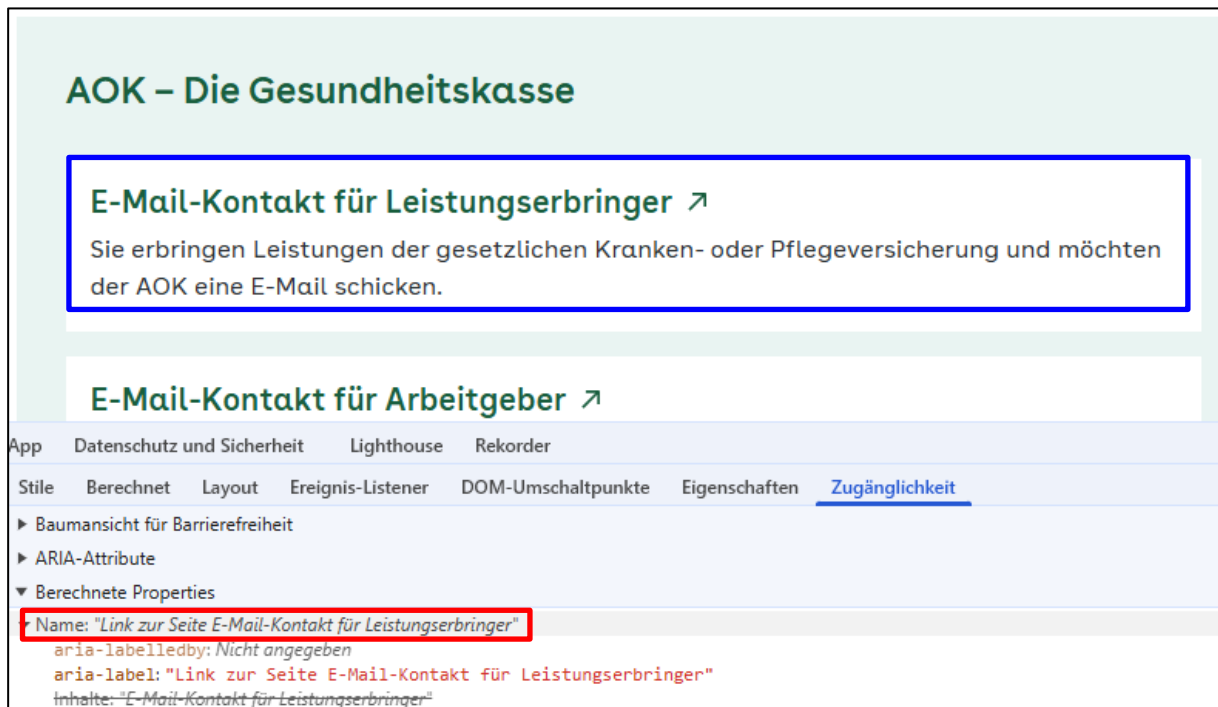 AOK – Die Gesundheitskasse
E-Mail-Kontakt für Leistungserbringer
Sie erbringen Leistungen der gesetzlichen Kranken- oder Pflegeversicherung und möchten
der AOK eine E-Mail schicken.
E-Mail-Kontakt für Arbeitgeber
App Datenschutz und Sicherheit Lighthouse Rekorder
Stile Berechnet Layout Ereignis-Listener DOM-Umschaltpunkte Eigenschaften Zugänglichkeit
Baumansicht für Barrierefreiheit
ARIA-Attribute
Berechnete Properties
Name: "Link zur Seite E-Mail-Kontakt für Leistungserbringer"
aria-labelledby: Nicht angegeben
aria-label: "Link zur Seite E-Mail-Kontakt für Leistungserbringer"
Inhalte: "E-Mail-Kontakt für Leistungserbringer"